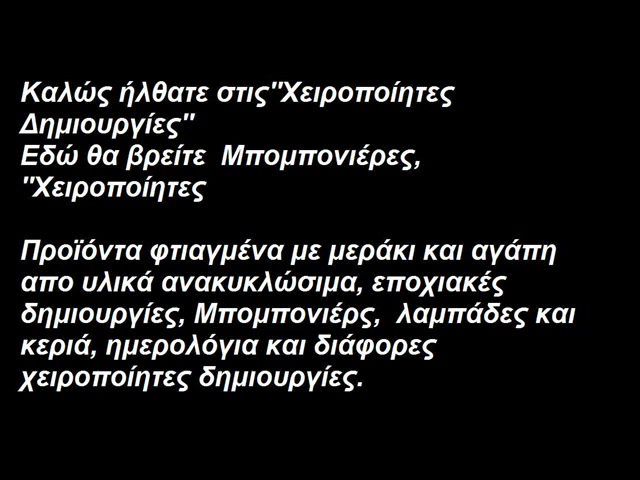 Καλώς ήλθατε στις"Χειροποίητες
Δημιουργίες"
Εδώ θα βρείτε  Μπομπονιέρες,
"Χειροποίητες
Προϊόντα φτιαγμένα με μεράκι και αγάπη
απο υλικά ανακυκλώσιμα, εποχιακές
δημιουργίες, Μπομπονιέρς,  λαμπάδες και
κεριά, ημερολόγια και διάφορες
χειροποίητες δημιουργίες.